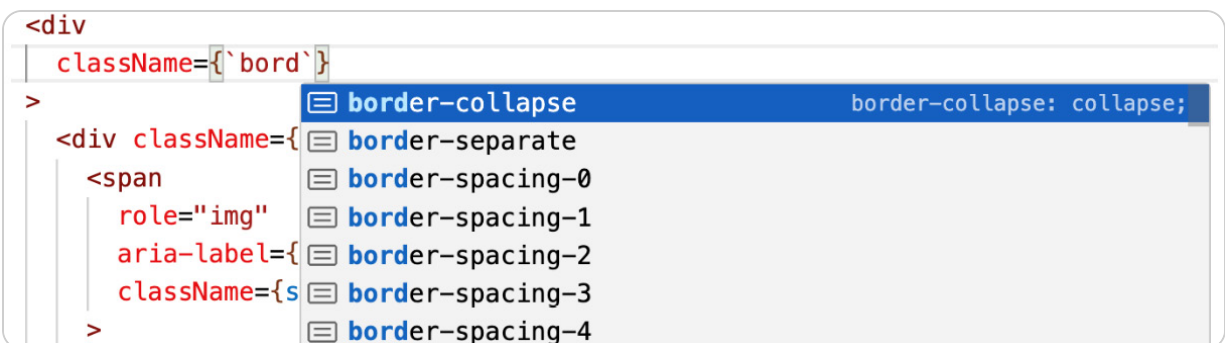 <div
className={`bord`}
>
border-collapse border-collapse: collapse;
<div className={
border-separate
<span
border-spacing-0
role="img"
border-spacing-1
aria-label={
border-spacing-2
className={s
border-spacing-3
>
border-spacing-4